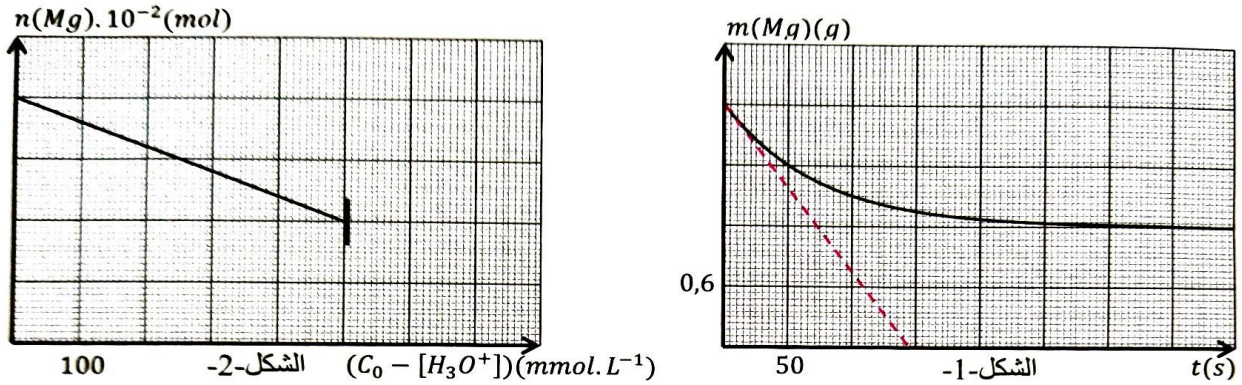 n(Mg).10⁻²(mol)
100
الشكل-2-
(C₀ − [H₃O⁺])(mmol.L⁻¹)
m(Mg)(g)
0,6
50
الشكل-1-
t(s)